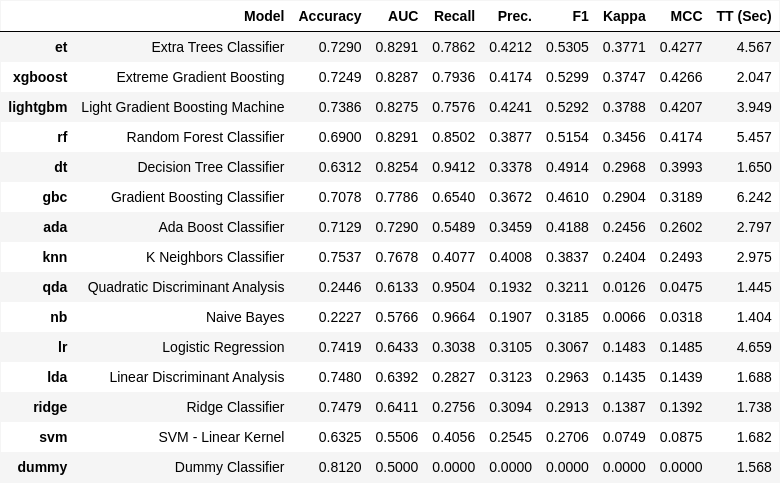 Model Accuracy AUC Recall Prec. F1 Kappa MCC TT (Sec)
et Extra Trees Classifier 0.7290 0.8291 0.7862 0.4212 0.5305 0.3771 0.4277 4.567
xgboost Extreme Gradient Boosting 0.7249 0.8287 0.7936 0.4174 0.5299 0.3747 0.4266 2.047
lightgbm Light Gradient Boosting Machine 0.7386 0.8275 0.7576 0.4241 0.5292 0.3788 0.4207 3.949
rf Random Forest Classifier 0.6900 0.8291 0.8502 0.3877 0.5154 0.3456 0.4174 5.457
dt Decision Tree Classifier 0.6312 0.8254 0.9412 0.3378 0.4914 0.2968 0.3993 1.650
gbc Gradient Boosting Classifier 0.7078 0.7786 0.6540 0.3672 0.4610 0.2904 0.3189 6.242
ada Ada Boost Classifier 0.7129 0.7290 0.5489 0.3459 0.4188 0.2456 0.2602 2.797
knn K Neighbors Classifier 0.7537 0.7678 0.4077 0.4008 0.3837 0.2404 0.2493 2.975
qda Quadratic Discriminant Analysis 0.2446 0.6133 0.9504 0.1932 0.3211 0.0126 0.0475 1.445
nb Naive Bayes 0.2227 0.5766 0.9664 0.1907 0.3185 0.0066 0.0318 1.404
lr Logistic Regression 0.7419 0.6433 0.3038 0.3105 0.3067 0.1483 0.1485 4.659
lda Linear Discriminant Analysis 0.7480 0.6392 0.2827 0.3123 0.2963 0.1435 0.1439 1.688
ridge Ridge Classifier 0.7479 0.6411 0.2756 0.3094 0.2913 0.1387 0.1392 1.738
svm SVM - Linear Kernel 0.6325 0.5506 0.4056 0.2545 0.2706 0.0749 0.0875 1.682
dummy Dummy Classifier 0.8120 0.5000 0.0000 0.0000 0.0000 0.0000 0.0000 1.568